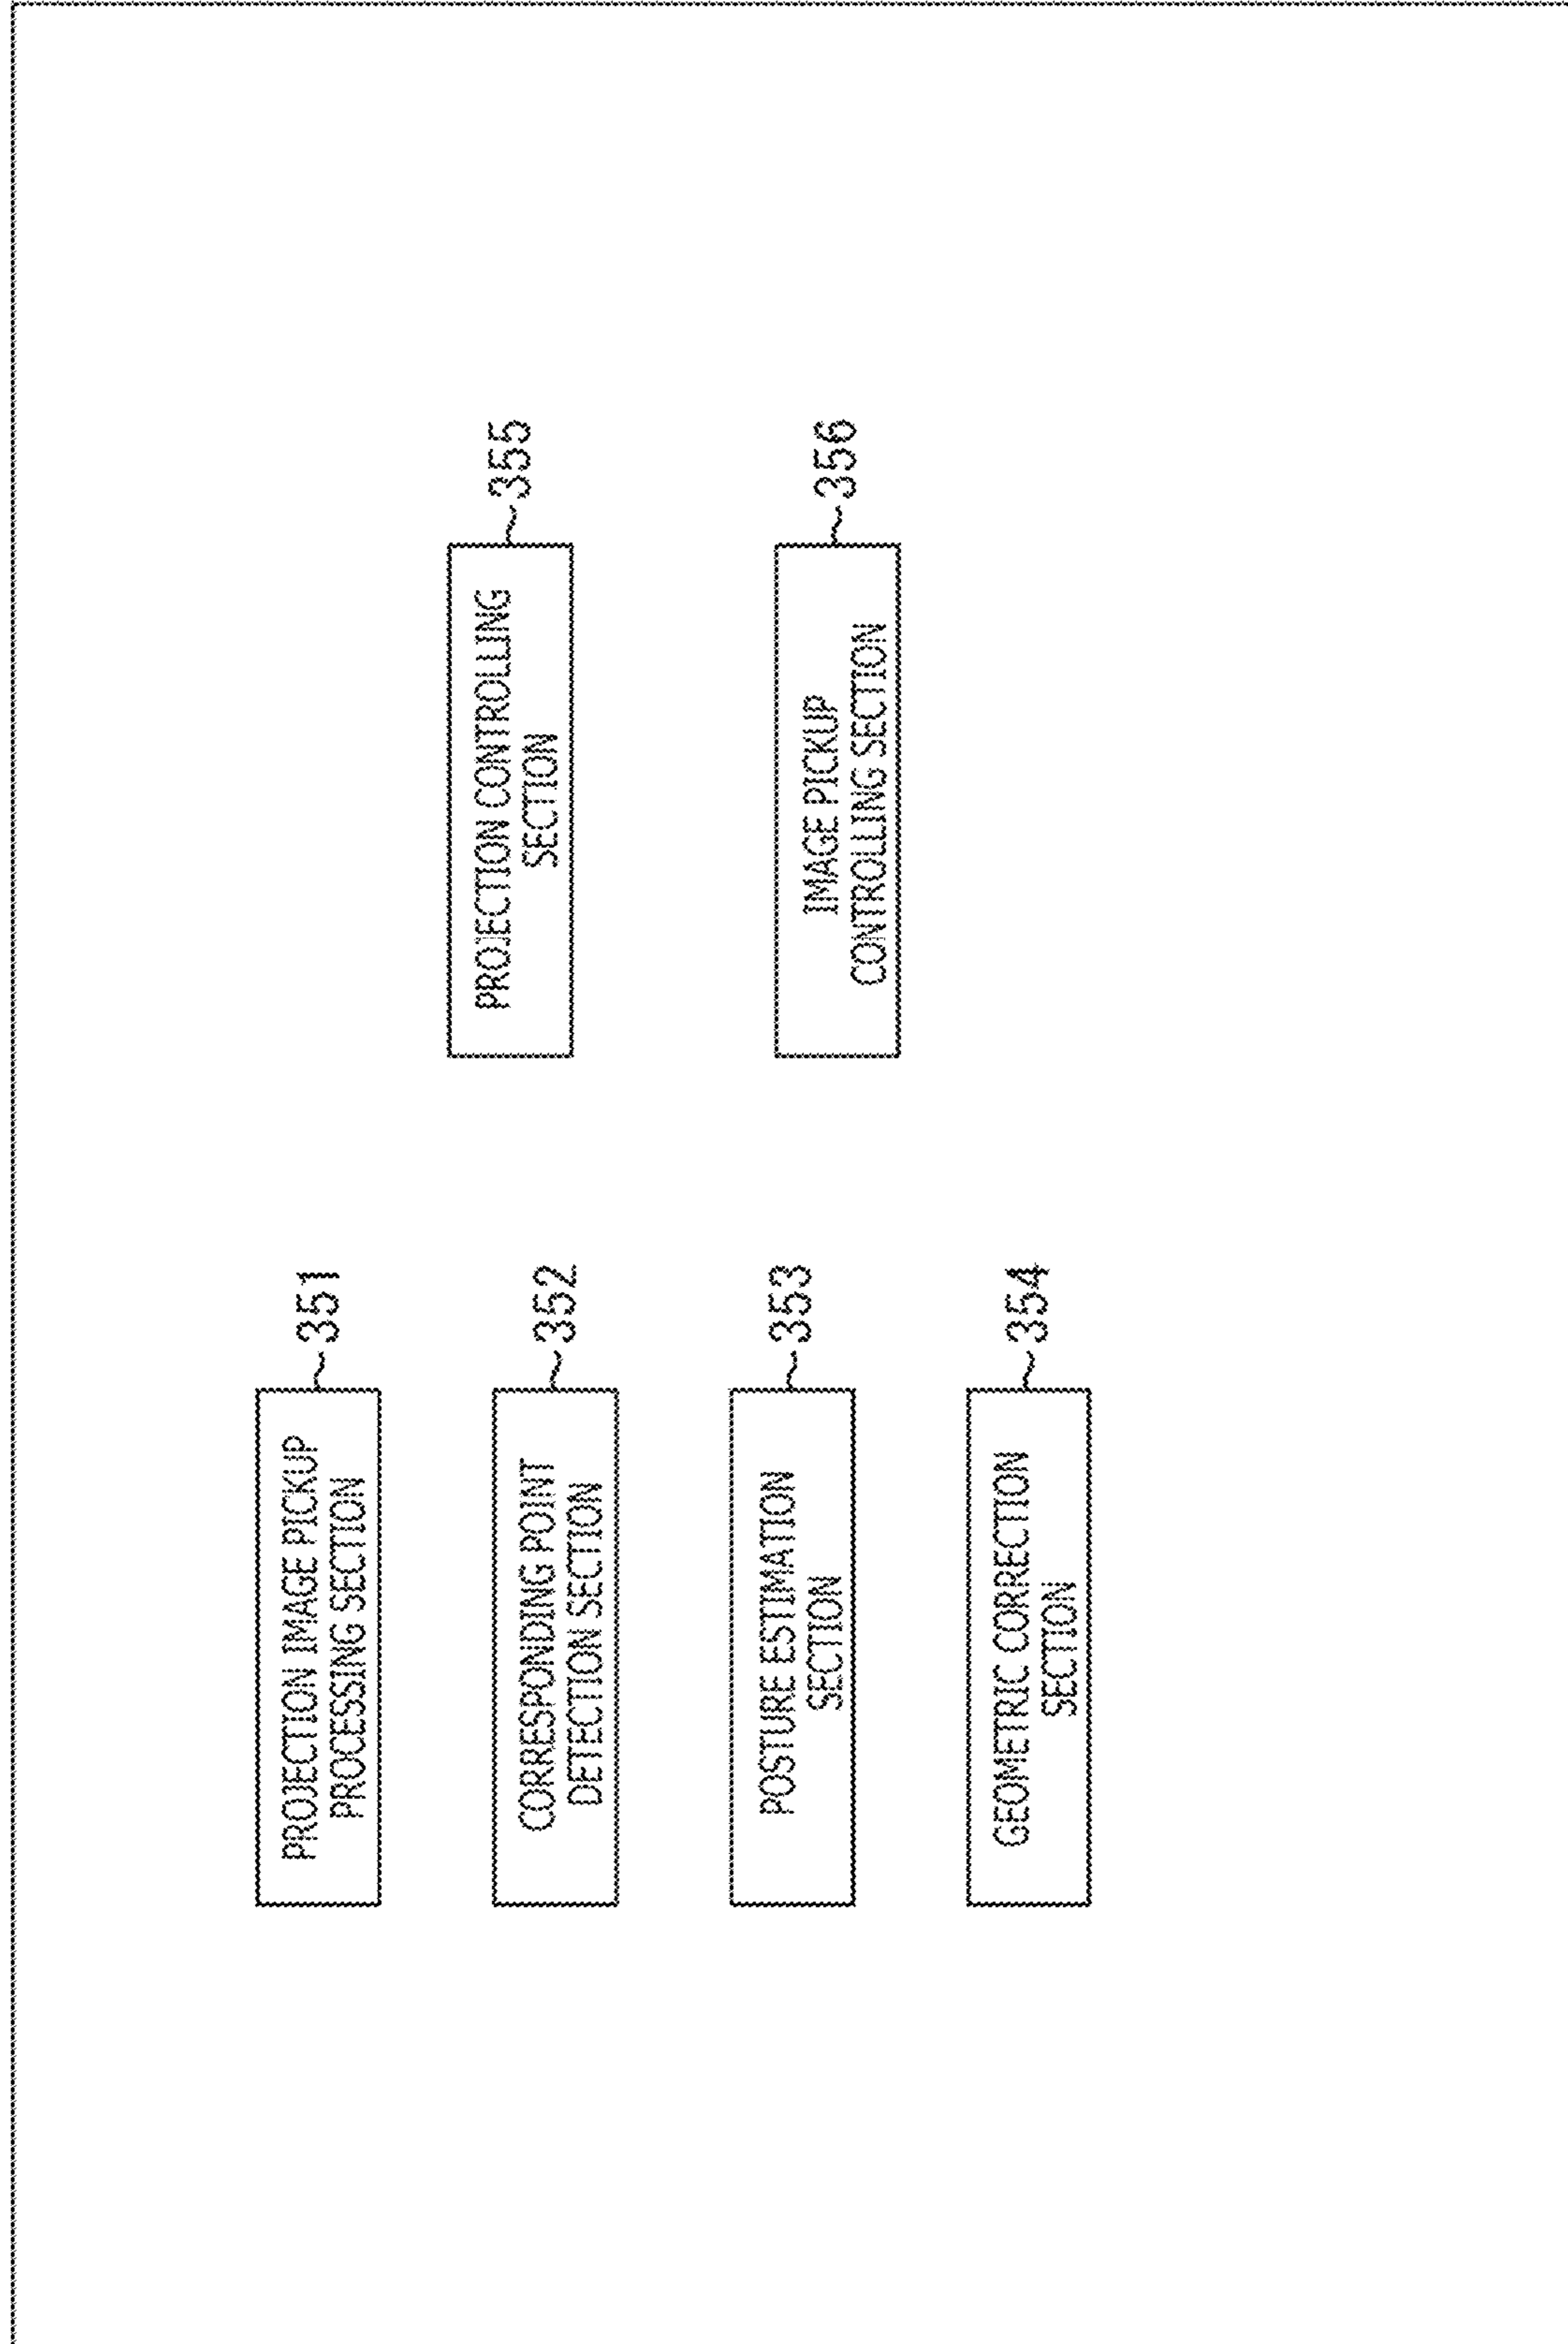 PROJECTION IMAGE PICKUP
PROCESSING SECTION
351
CORRESPONDING POINT
DETECTION SECTION
352
POSTURE ESTIMATION
SECTION
353
GEOMETRIC CORRECTION
SECTION
354
PROJECTION CONTROLLING
SECTION
355
IMAGE PICKUP
CONTROLLING SECTION
356